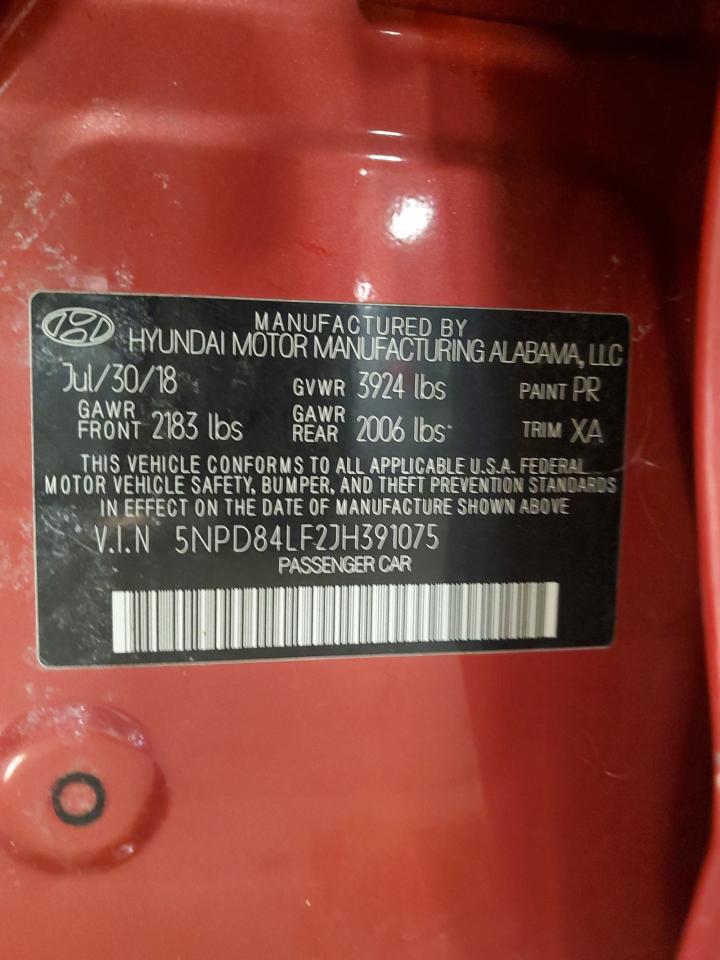 MANUFACTURED BY
HYUNDAI MOTOR MANUFACTURING ALABAMA, LLC
Jul/30/18 GVWR 3924 lbs PAINT PR
GAWR FRONT 2183 lbs GAWR REAR 2006 lbs TRIM XA
THIS VEHICLE CONFORMS TO ALL APPLICABLE U.S.A. FEDERAL
MOTOR VEHICLE SAFETY, BUMPER, AND THEFT PREVENTION STANDARDS
IN EFFECT ON THE DATE OF MANUFACTURE SHOWN ABOVE
V.I.N 5NPD84LF2JH391075
PASSENGER CAR